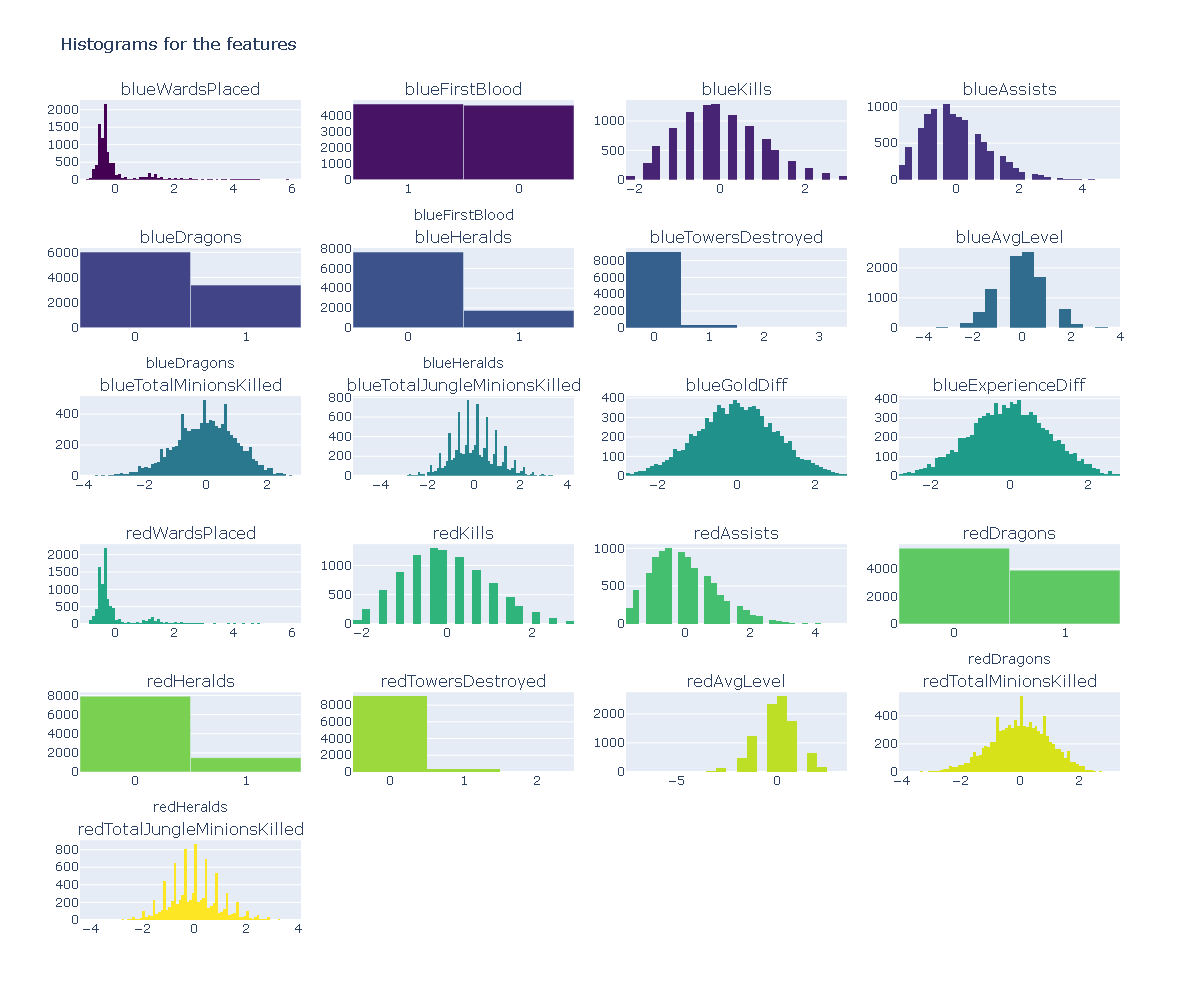 Histograms for the features
blueWardsPlaced
blueFirstBlood
blueKills
blueAssists
2000
1500
1000
500
0
0 2 4 6
4000
3000
2000
1000
0
1 0
blueFirstBlood
1000
500
0
−2 0 2
1000
500
0
0 2 4
blueDragons
blueHeralds
blueTowersDestroyed
blueAvgLevel
6000
4000
2000
0
0 1
blueDragons
8000
6000
4000
2000
0
0 1
blueHeralds
8000
6000
4000
2000
0
0 1 2 3
2000
1000
0
−4 −2 0 2 4
blueTotalMinionsKilled
blueTotalJungleMinionsKilled
blueGoldDiff
blueExperienceDiff
400
200
0
−4 −2 0 2
800
600
400
200
0
−4 −2 0 2 4
400
300
200
100
0
−2 0 2
400
300
200
100
0
−2 0 2
redWardsPlaced
redKills
redAssists
redDragons
2000
1500
1000
500
0
0 2 4 6
1000
500
0
−2 0 2
1000
500
0
0 2 4
4000
2000
0
0 1
redDragons
redHeralds
redTowersDestroyed
redAvgLevel
redTotalMinionsKilled
8000
6000
4000
2000
0
0 1
redHeralds
8000
6000
4000
2000
0
0 1 2
2000
1000
0
−5 0
400
200
0
−4 −2 0 2
redTotalJungleMinionsKilled
800
600
400
200
0
−4 −2 0 2 4